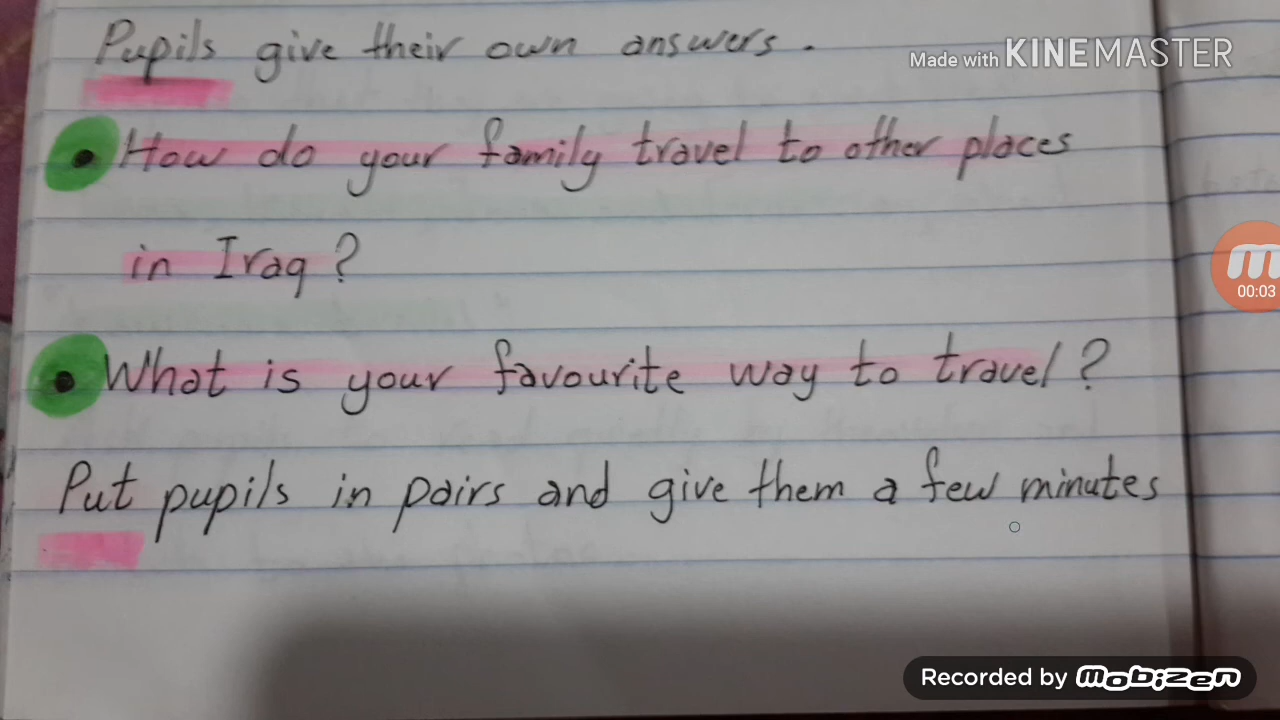 Pupils give their own answers.
Made with KINEMASTER
• How do your family travel to other places
in Iraq?
00:03
• What is your favourite way to travel?
Put pupils in pairs and give them a few minutes
Recorded by mobizen